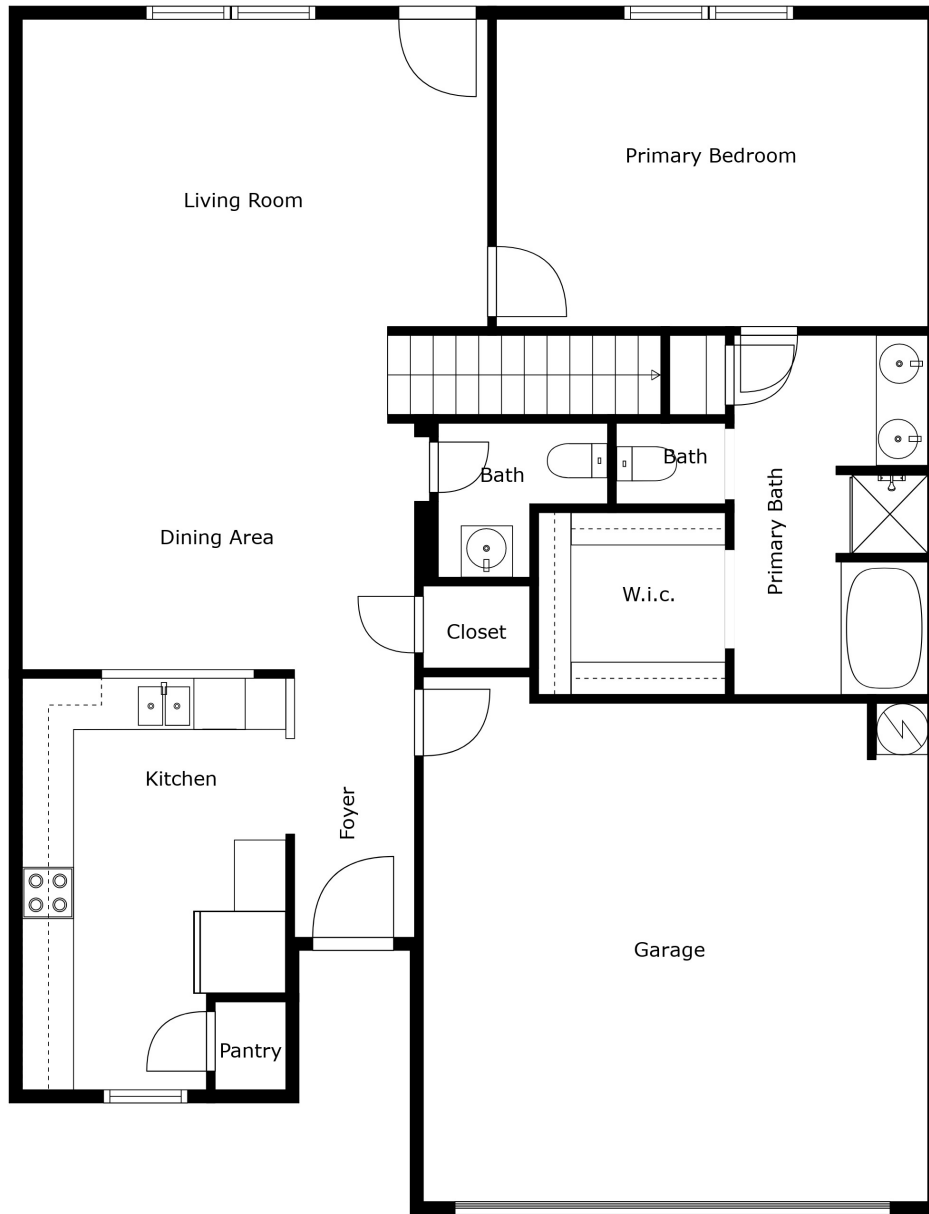 Primary Bedroom
Living Room
Bath
Bath
Primary Bath
Dining Area
W.i.c.
Closet
Kitchen
Foyer
Garage
Pantry